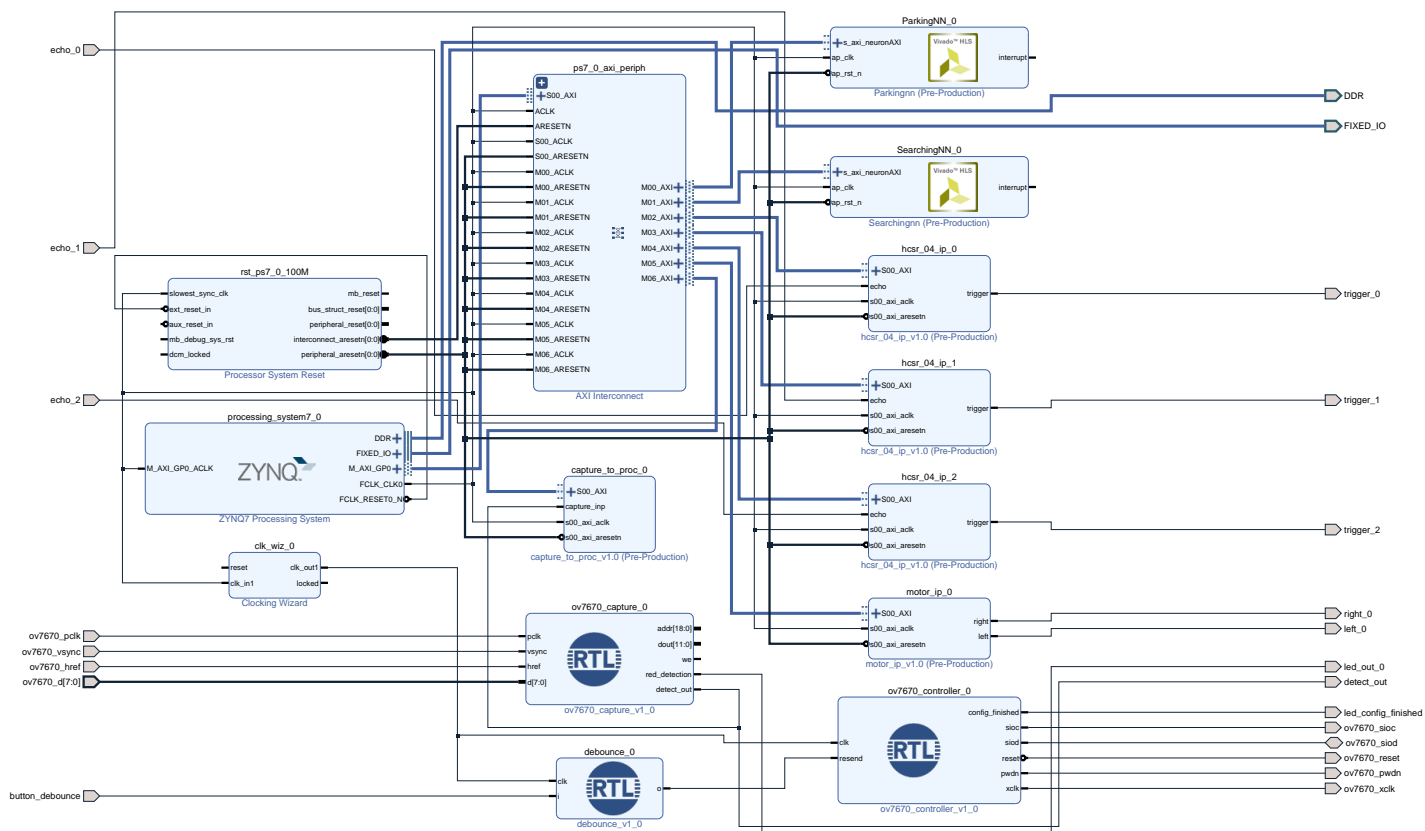 echo_0
echo_1
echo_2
ov7670_pclk
ov7670_vsync
ov7670_href
ov7670_d[7:0]
button_debounce
rst_ps7_0_100M
slowest_sync_clk
ext_reset_in
aux_reset_in
mb_debug_sys_rst
dcm_locked
mb_reset
bus_struct_reset[0:0]
peripheral_reset[0:0]
interconnect_aresetn[0:0]
peripheral_aresetn[0:0]
Processor System Reset
processing_system7_0
M_AXI_GP0_ACLK
ZYNQ
DDR
FIXED_IO
M_AXI_GP0
FCLK_CLK0
FCLK_RESET0_N
ZYNQ7 Processing System
clk_wiz_0
reset
clk_in1
clk_out1
locked
Clocking Wizard
ps7_0_axi_periph
S00_AXI
ACLK
ARESETN
S00_ACLK
S00_ARESETN
M00_ACLK
M00_ARESETN
M01_ACLK
M01_ARESETN
M02_ACLK
M02_ARESETN
M03_ACLK
M03_ARESETN
M04_ACLK
M04_ARESETN
M05_ACLK
M05_ARESETN
M06_ACLK
M06_ARESETN
M00_AXI
M01_AXI
M02_AXI
M03_AXI
M04_AXI
M05_AXI
M06_AXI
AXI Interconnect
capture_to_proc_0
S00_AXI
capture_inp
s00_axi_aclk
s00_axi_aresetn
capture_to_proc_v1.0 (Pre-Production)
ov7670_capture_0
pclk
vsync
href
d[7:0]
RTL
addr[18:0]
dout[11:0]
we
red_detection
detect_out
ov7670_capture_v1_0
debounce_0
clk
i
RTL
o
debounce_v1_0
ParkingNN_0
s_axi_neuronAXI
ap_clk
ap_rst_n
Vivado™ HLS
interrupt
Parkingnn (Pre-Production)
SearchingNN_0
s_axi_neuronAXI
ap_clk
ap_rst_n
Vivado™ HLS
interrupt
Searchingnn (Pre-Production)
hcsr_04_ip_0
S00_AXI
echo
s00_axi_aclk
s00_axi_aresetn
trigger
hcsr_04_ip_v1.0 (Pre-Production)
hcsr_04_ip_1
S00_AXI
echo
s00_axi_aclk
s00_axi_aresetn
trigger
hcsr_04_ip_v1.0 (Pre-Production)
hcsr_04_ip_2
S00_AXI
echo
s00_axi_aclk
s00_axi_aresetn
trigger
hcsr_04_ip_v1.0 (Pre-Production)
motor_ip_0
S00_AXI
s00_axi_aclk
s00_axi_aresetn
right
left
motor_ip_v1.0 (Pre-Production)
ov7670_controller_0
clk
resend
RTL
config_finished
sioc
siod
reset
pwdn
xclk
ov7670_controller_v1_0
DDR
FIXED_IO
trigger_0
trigger_1
trigger_2
right_0
left_0
led_out_0
detect_out
led_config_finished
ov7670_sioc
ov7670_siod
ov7670_reset
ov7670_pwdn
ov7670_xclk